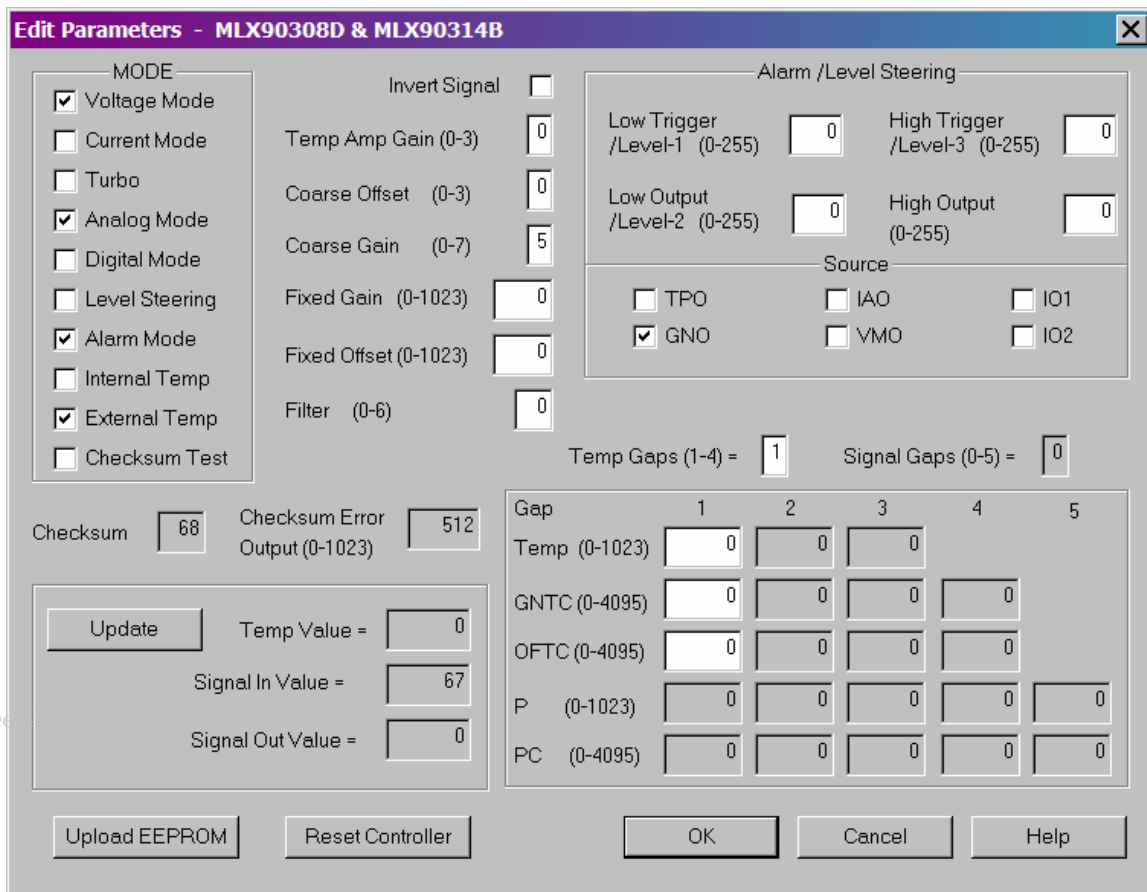 Edit Parameters - MLX90308D & MLX90314B
MODE
Voltage Mode
Current Mode
Turbo
Analog Mode
Digital Mode
Level Steering
Alarm Mode
Internal Temp
External Temp
Checksum Test
Invert Signal
Temp Amp Gain (0-3) 0
Coarse Offset (0-3) 0
Coarse Gain (0-7) 5
Fixed Gain (0-1023) 0
Fixed Offset (0-1023) 0
Filter (0-6) 0
Alarm /Level Steering
Low Trigger
/Level-1 (0-255) 0
High Trigger
/Level-3 (0-255) 0
Low Output
/Level-2 (0-255) 0
High Output
(0-255) 0
Source
TPO IAO IO1
GNO VMO IO2
Temp Gaps (1-4) = 1 Signal Gaps (0-5) = 0
Checksum 68
Checksum Error
Output (0-1023) 512
Gap 1 2 3 4 5
Temp (0-1023) 0 0 0
GNTC (0-4095) 0 0 0 0
OFTC (0-4095) 0 0 0 0
P (0-1023) 0 0 0 0 0
PC (0-4095) 0 0 0 0 0
Update
Temp Value = 0
Signal In Value = 67
Signal Out Value = 0
Upload EEPROM
Reset Controller
OK
Cancel
Help